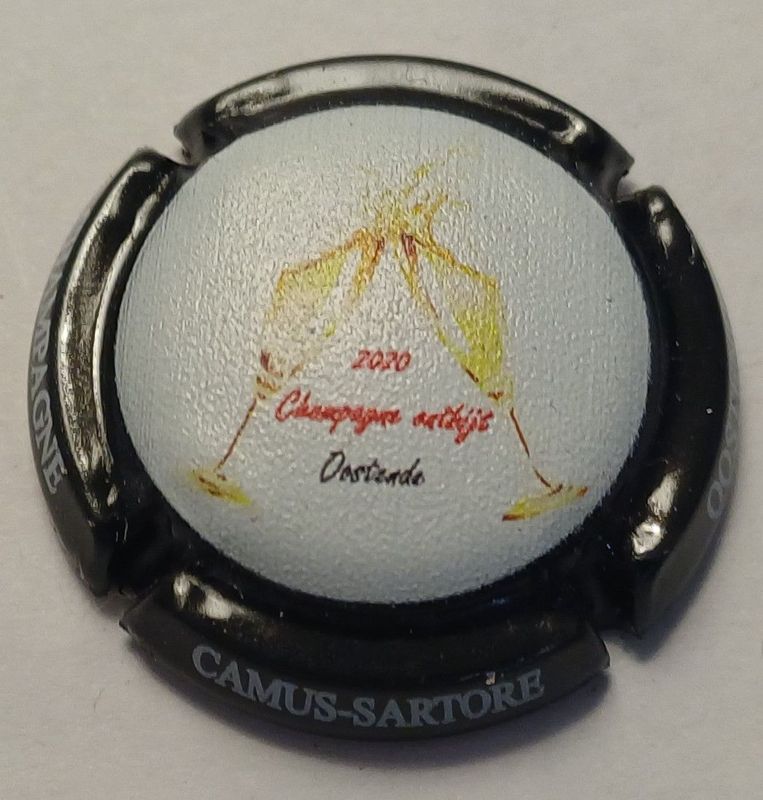 2020
Champagne ontbijt
Oostende
CAMUS-SARTORE